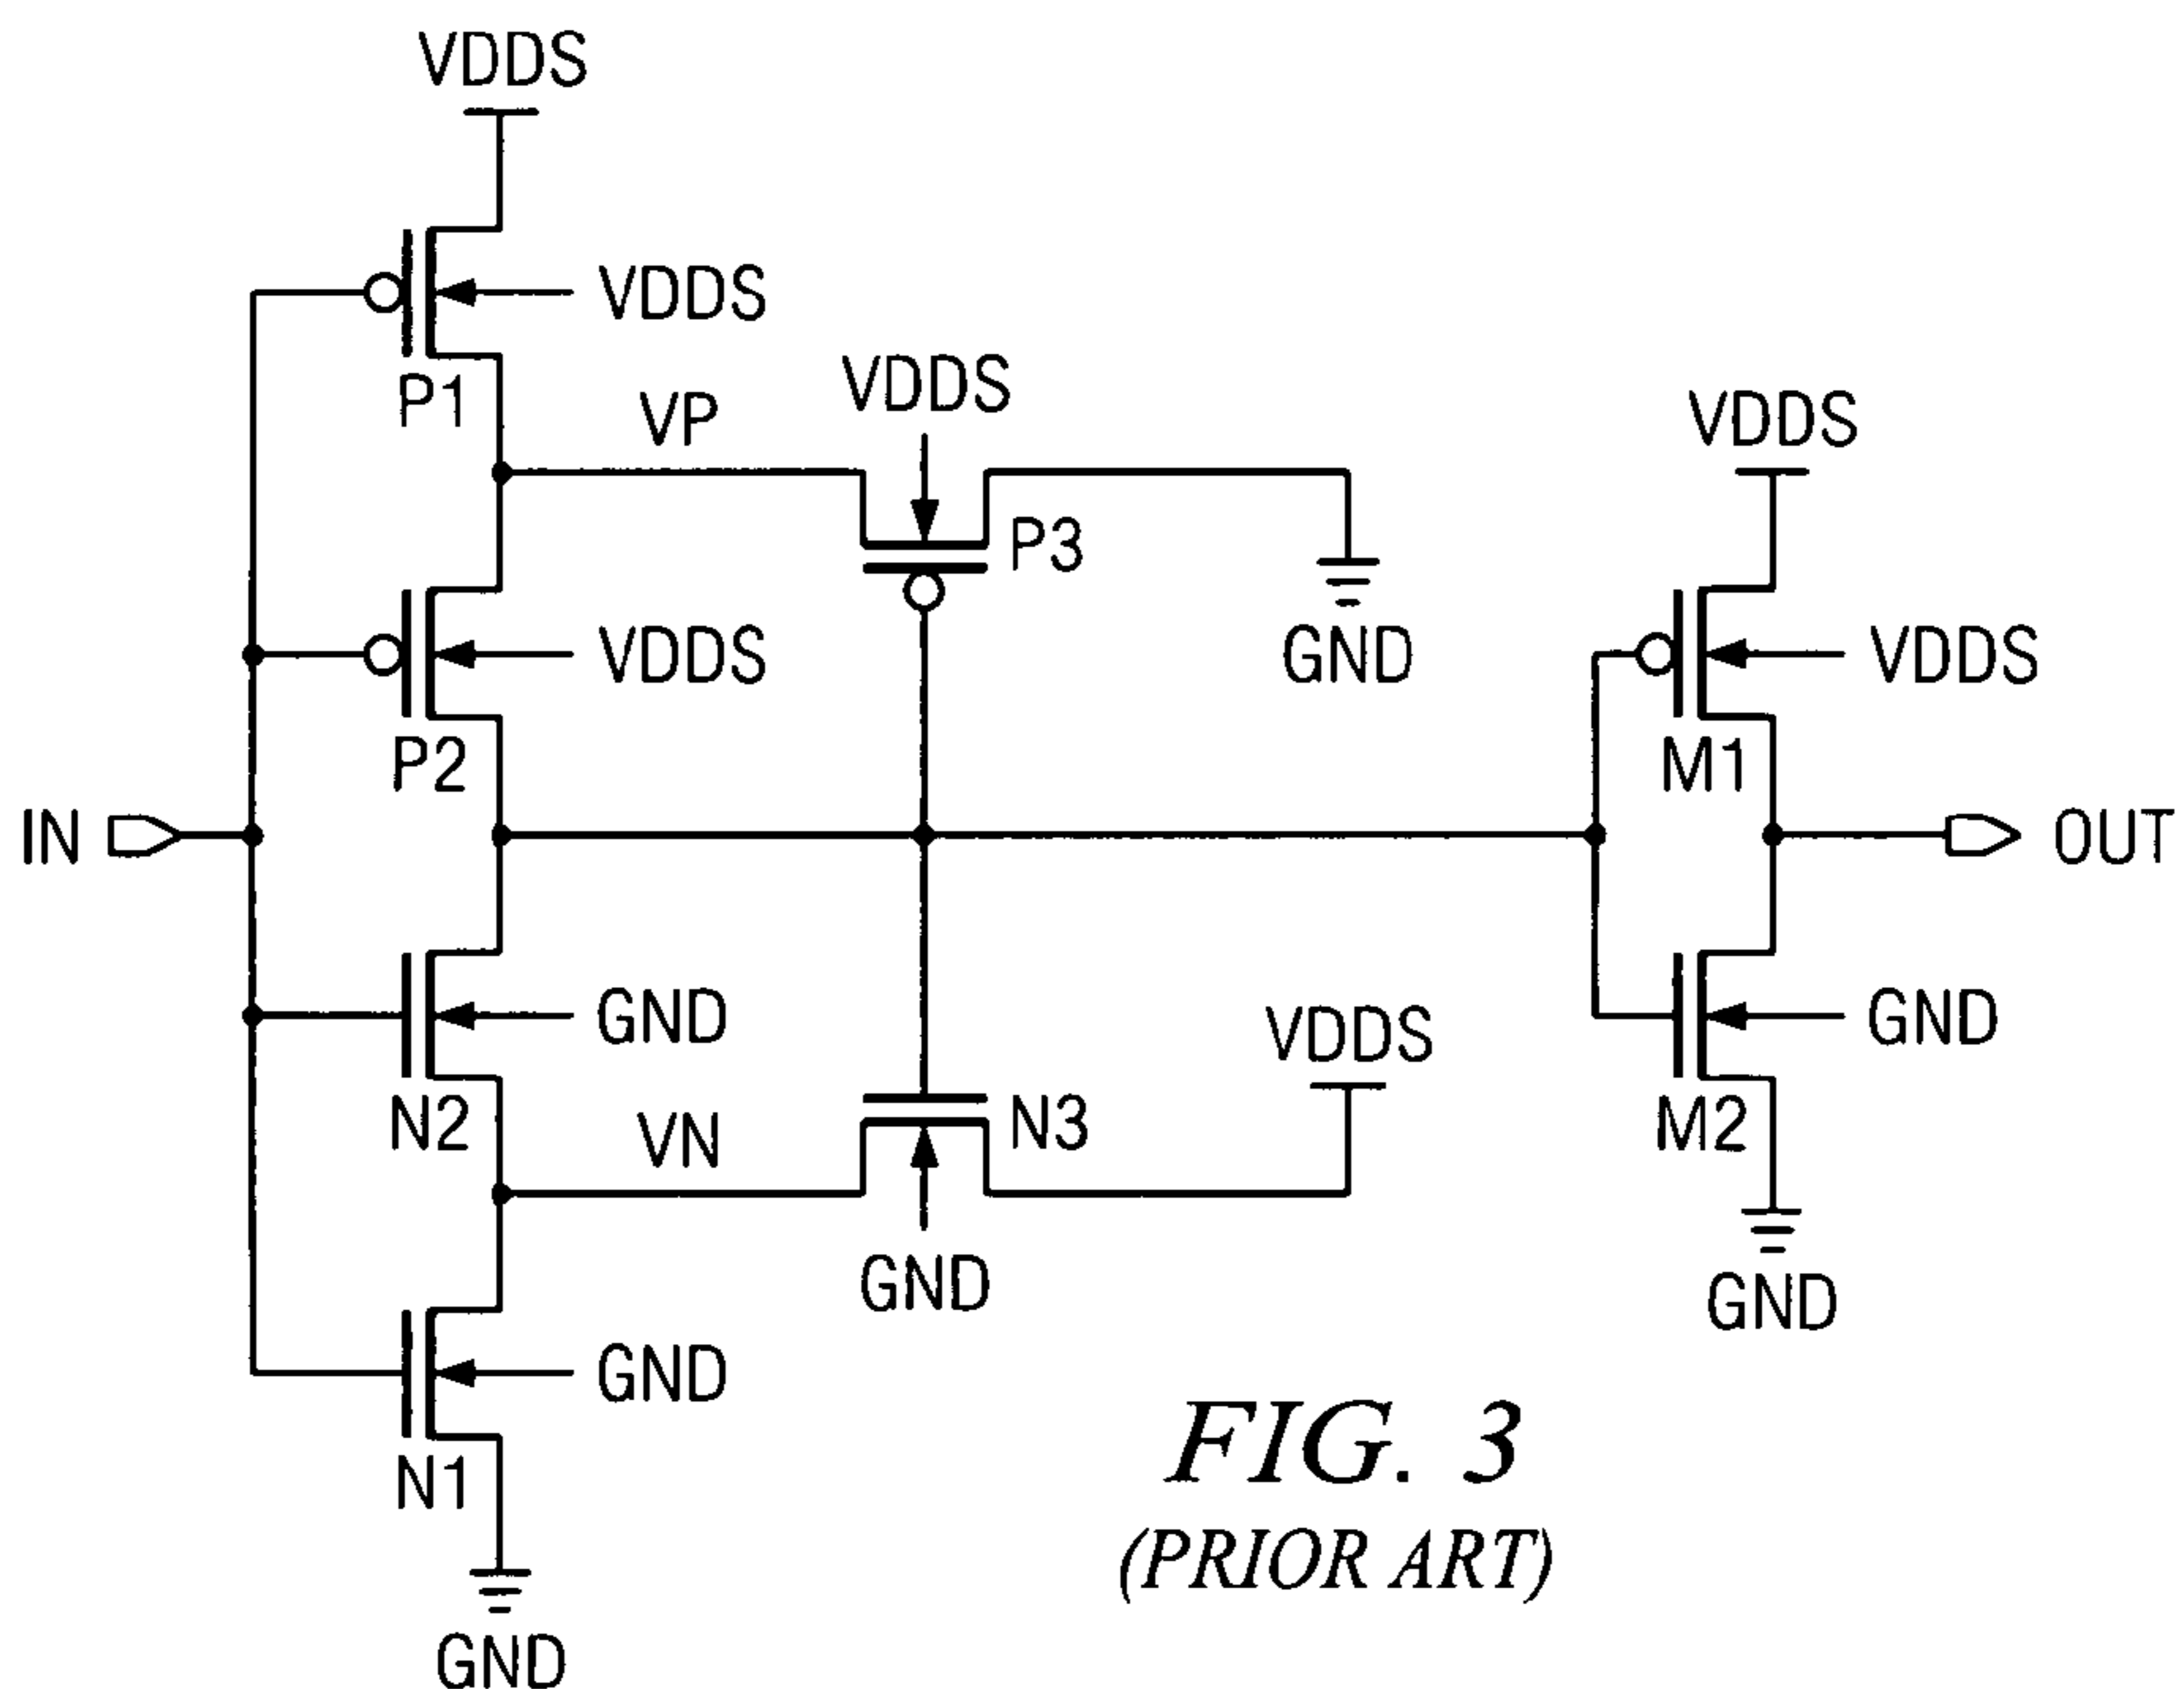 VDDS
VDDS
P1
VP
VDDS
P3
GND
VDDS
P2
VDDS
VDDS
M1
IN
OUT
GND
N2
VN
N3
VDDS
GND
GND
M2
GND
GND
N1
GND
FIG. 3
(PRIOR ART)